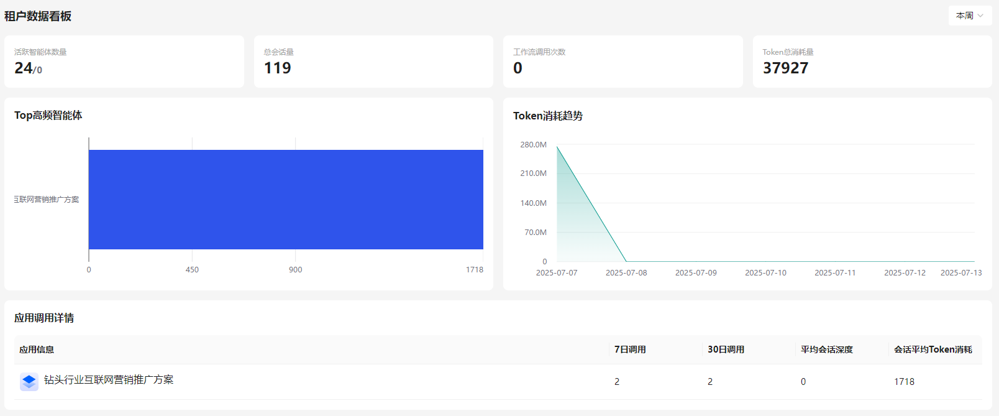 租户数据看板
本周
活跃智能体数量
24/0
总会话量
119
工作流调用次数
0
Token总消耗量
37927
Top高频智能体
互联网营销推广方案
0 450 900 1718
Token消耗趋势
280.0M
210.0M
140.0M
70.0M
0
2025-07-07 2025-07-08 2025-07-09 2025-07-10 2025-07-11 2025-07-12 2025-07-13
应用调用详情
应用信息 7日调用 30日调用 平均会话深度 会话平均Token消耗
钻头行业互联网营销推广方案 2 2 0 1718